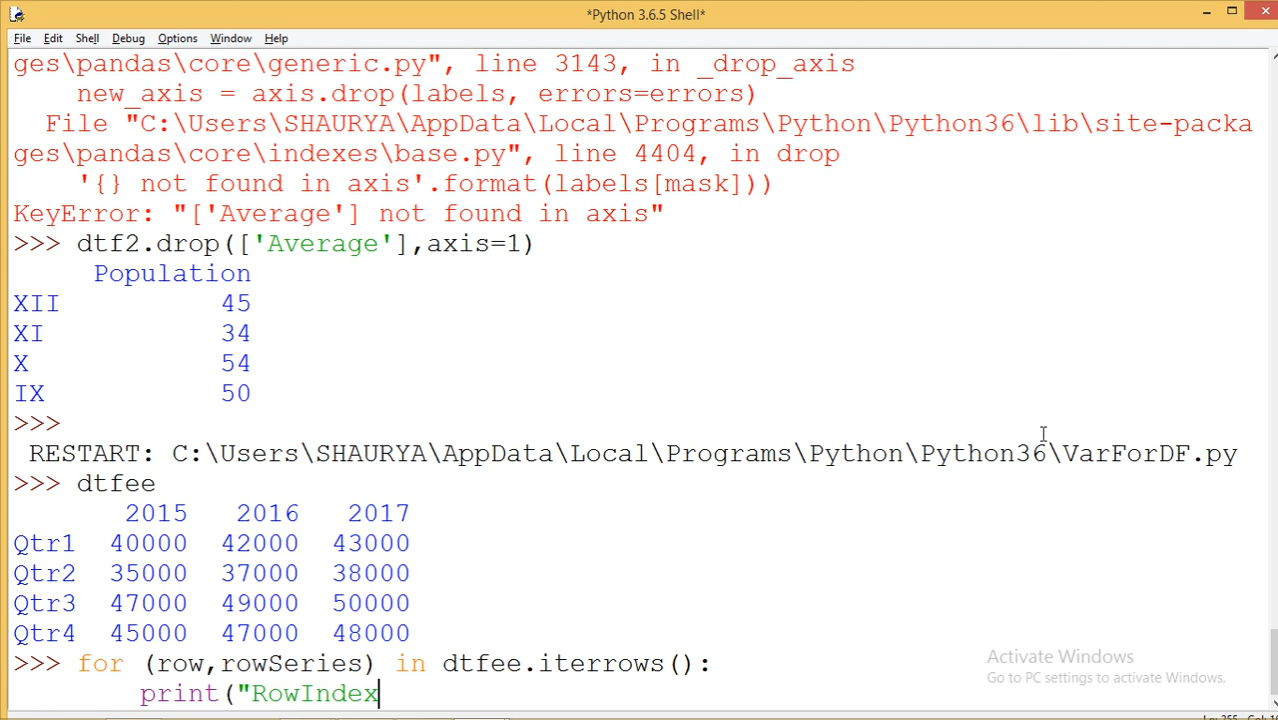 *Python 3.6.5 Shell*
File Edit Shell Debug Options Window Help
ges\pandas\core\generic.py", line 3143, in _drop_axis
    new_axis = axis.drop(labels, errors=errors)
  File "C:\Users\SHAURYA\AppData\Local\Programs\Python\Python36\lib\site-packa
ges\pandas\core\indexes\base.py", line 4404, in drop
    '{} not found in axis'.format(labels[mask]))
KeyError: "['Average'] not found in axis"
>>> dtf2.drop(['Average'],axis=1)
     Population
XII          45
XI           34
X            54
IX           50
>>>
 RESTART: C:\Users\SHAURYA\AppData\Local\Programs\Python\Python36\VarForDF.py
>>> dtfee
       2015   2016   2017
Qtr1  40000  42000  43000
Qtr2  35000  37000  38000
Qtr3  47000  49000  50000
Qtr4  45000  47000  48000
>>> for (row,rowSeries) in dtfee.iterrows():
        print("RowIndex
Activate Windows
Go to PC settings to activate Windows.